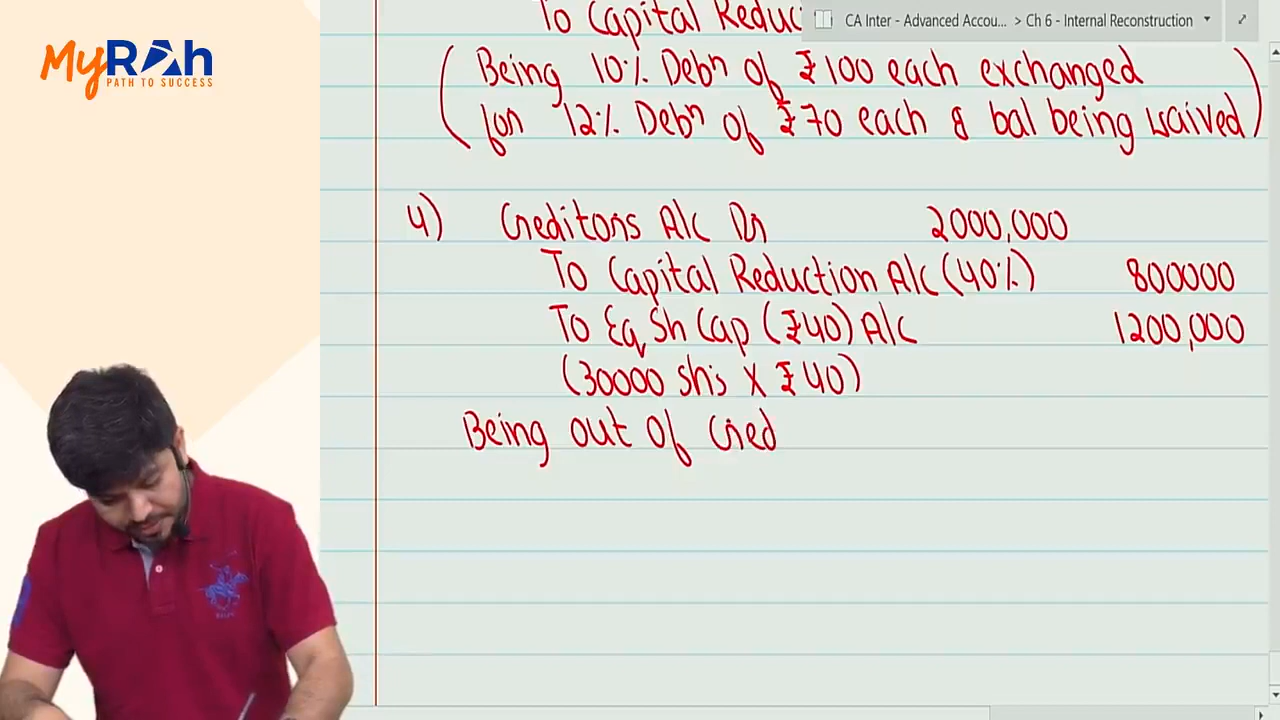 MyRAh
PATH TO SUCCESS
CA Inter - Advanced Accou... > Ch 6 - Internal Reconstruction
To Capital Reduc
(Being 10% Debn of ₹100 each exchanged
for 12% Debn of ₹70 each & bal being waived)
4) Creditors A/c Dr 2000,000
To Capital Reduction A/c (40%) 800000
To Eq Sh Cap (₹40) A/c 1200,000
(30000 shs X ₹40)
Being out of Cred